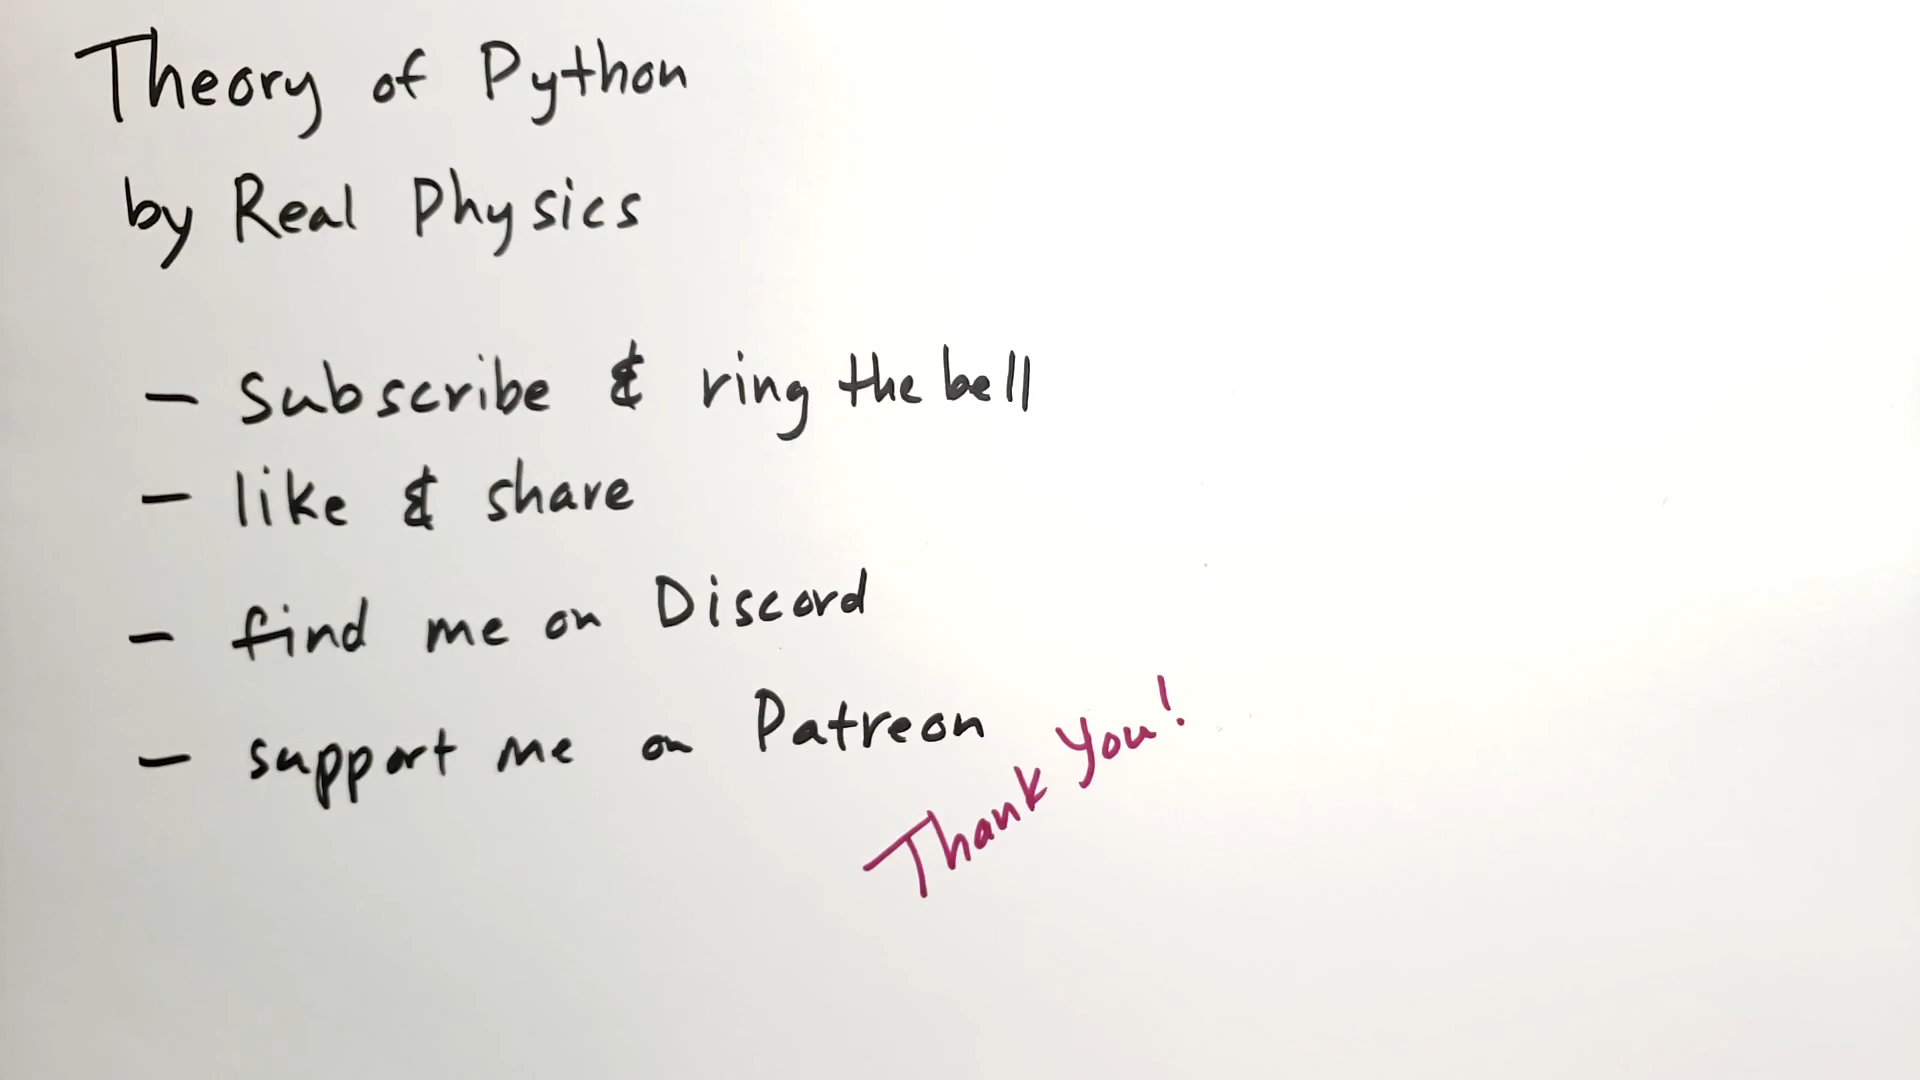 Theory of Python
by Real Physics
- subscribe & ring the bell
- like & share
- find me on Discord
- support me on Patreon
Thank you!